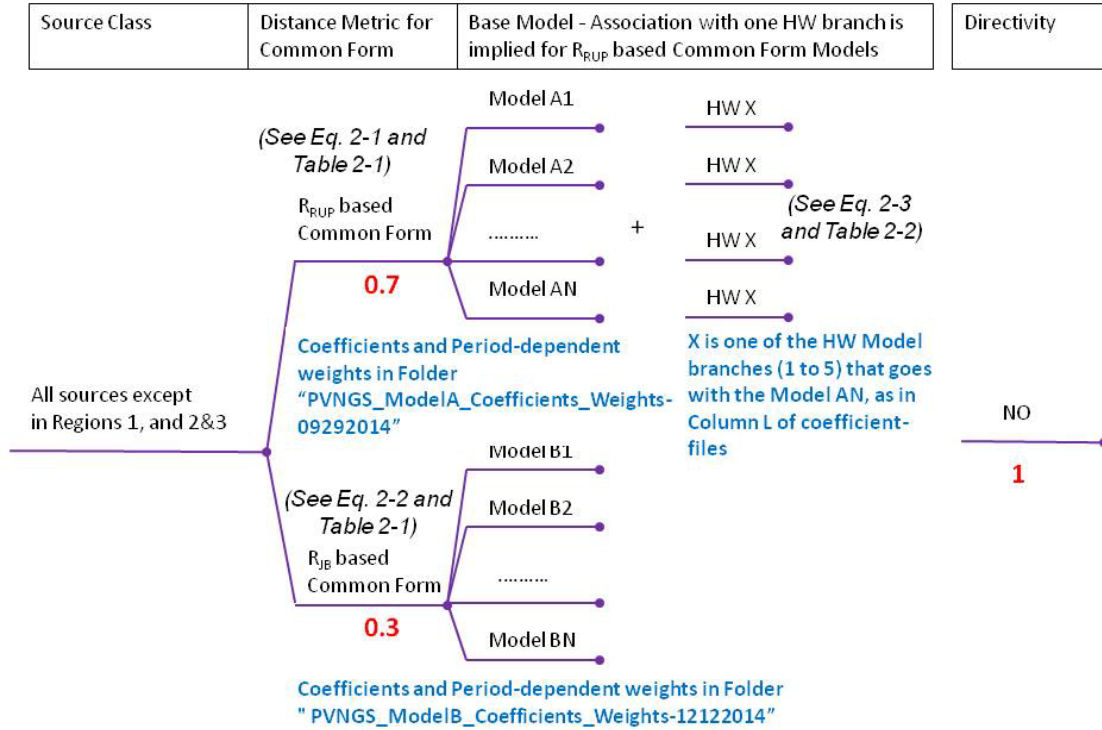 Source Class
Distance Metric for
Common Form
Base Model - Association with one HW branch is
implied for RRUP based Common Form Models
Directivity
(See Eq. 2-1 and
Table 2-1)
RRUP based
Common Form
0.7
Model A1
Model A2
..........
Model AN
+
HW X
HW X
HW X
HW X
(See Eq. 2-3
and Table 2-2)
Coefficients and Period-dependent
weights in Folder
“PVNGS_ModelA_Coefficients_Weights-
09292014”
X is one of the HW Model
branches (1 to 5) that goes
with the Model AN, as in
Column L of coefficient-
files
All sources except
in Regions 1, and 2&3
NO
1
(See Eq. 2-2 and
Table 2-1)
RJB based
Common Form
0.3
Model B1
Model B2
..........
Model BN
Coefficients and Period-dependent weights in Folder
" PVNGS_ModelB_Coefficients_Weights-12122014”